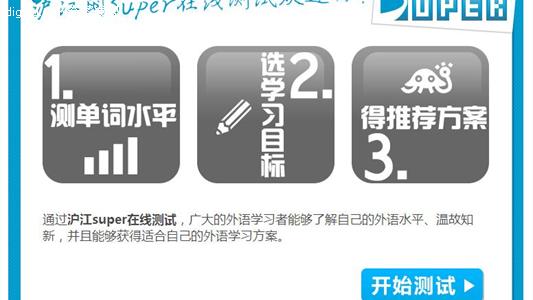 沪江网Super在线测试欢迎
SUPER
1.
测单词水平
选学习目标
2.
得推荐方案
3.
通过沪江super在线测试，广大的外语学习者能够了解自己的外语水平、温故知
新，并且能够获得适合自己的外语学习方案。
开始测试